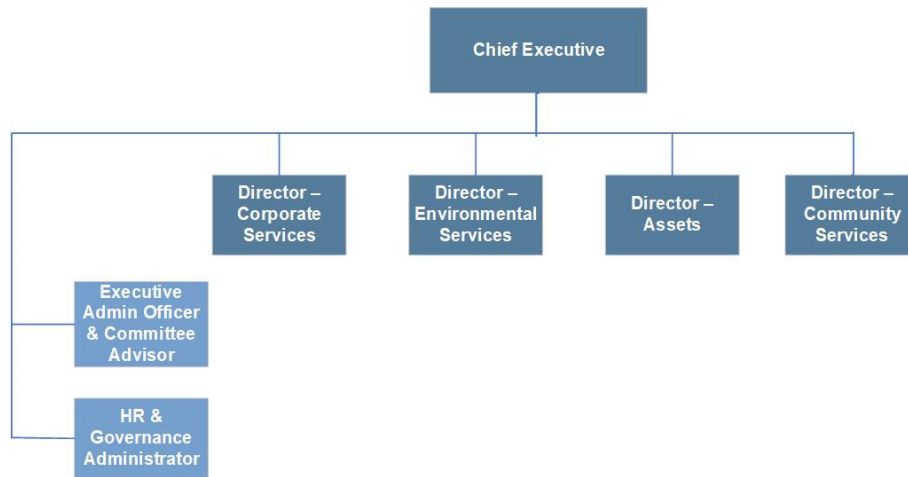 Chief Executive
Director –
Corporate
Services
Director –
Environmental
Services
Director –
Assets
Director –
Community
Services
Executive
Admin Officer
& Committee
Advisor
HR &
Governance
Administrator